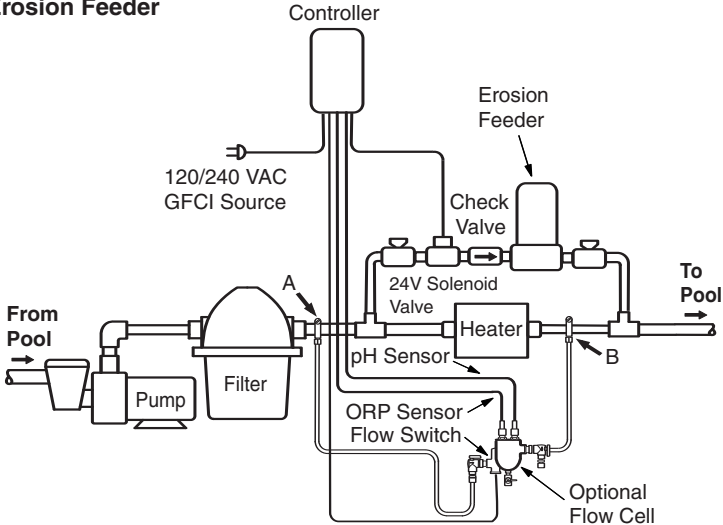 Erosion Feeder
Controller
Erosion
Feeder
120/240 VAC
GFCI Source
Check
Valve
24V Solenoid
Valve
A
To
Pool
From
Pool
Heater
pH Sensor
B
Filter
Pump
ORP Sensor
Flow Switch
Optional
Flow Cell